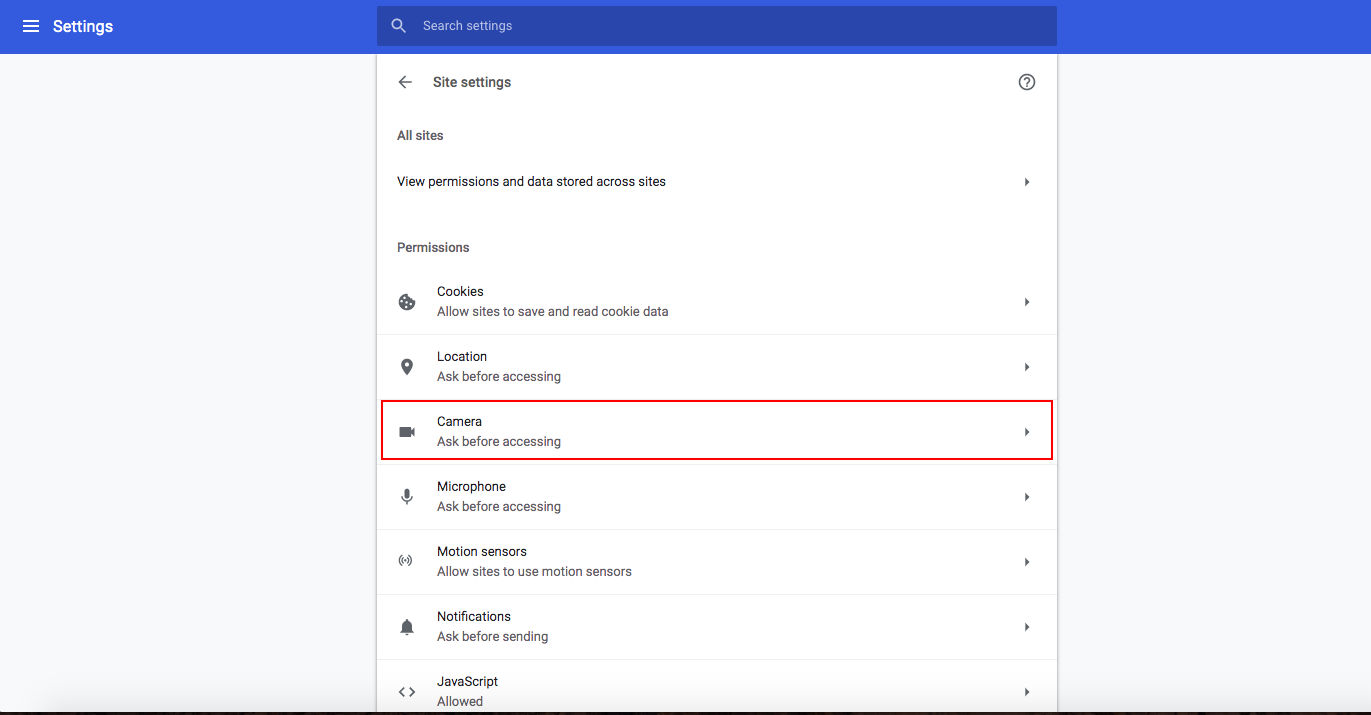 Settings
Search settings
Site settings
All sites
View permissions and data stored across sites
Permissions
Cookies
Allow sites to save and read cookie data
Location
Ask before accessing
Camera
Ask before accessing
Microphone
Ask before accessing
Motion sensors
Allow sites to use motion sensors
Notifications
Ask before sending
JavaScript
Allowed